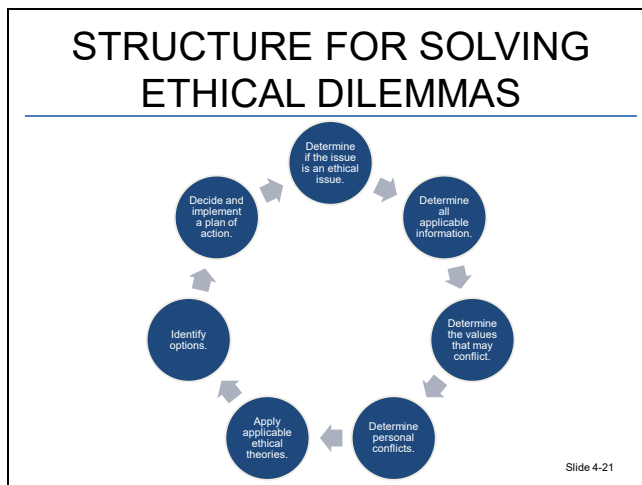 STRUCTURE FOR SOLVING
ETHICAL DILEMMAS
Determine
if the issue
is an ethical
issue.
Determine
all
applicable
information.
Determine
the values
that may
conflict.
Determine
personal
conflicts.
Apply
applicable
ethical
theories.
Identify
options.
Decide and
implement
a plan of
action.
Slide 4-21